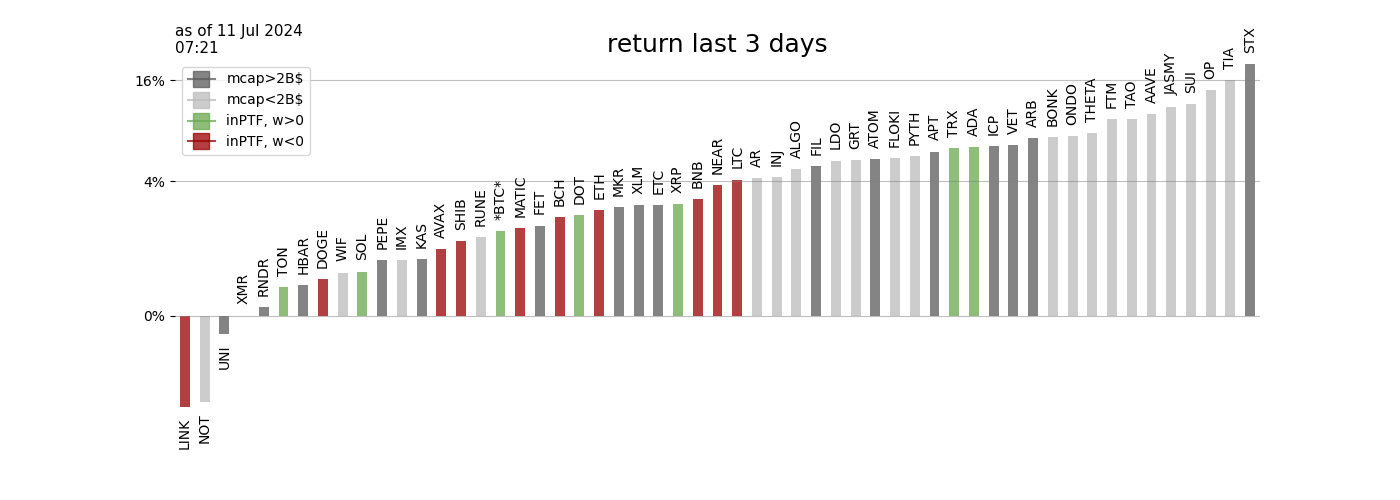 as of 11 Jul 2024
07:21
return last 3 days
mcap>2B$
mcap<2B$
inPTF, w>0
inPTF, w<0
16%
4%
0%
LINK
NOT
UNI
XMR
RNDR
TON
HBAR
DOGE
WIF
SOL
PEPE
IMX
KAS
AVAX
SHIB
RUNE
*BTC*
MATIC
FET
BCH
DOT
ETH
MKR
XLM
ETC
XRP
BNB
NEAR
LTC
AR
INJ
ALGO
FIL
LDO
GRT
ATOM
FLOKI
PYTH
APT
TRX
ADA
ICP
VET
ARB
BONK
ONDO
THETA
FTM
TAO
AAVE
JASMY
SUI
OP
TIA
STX